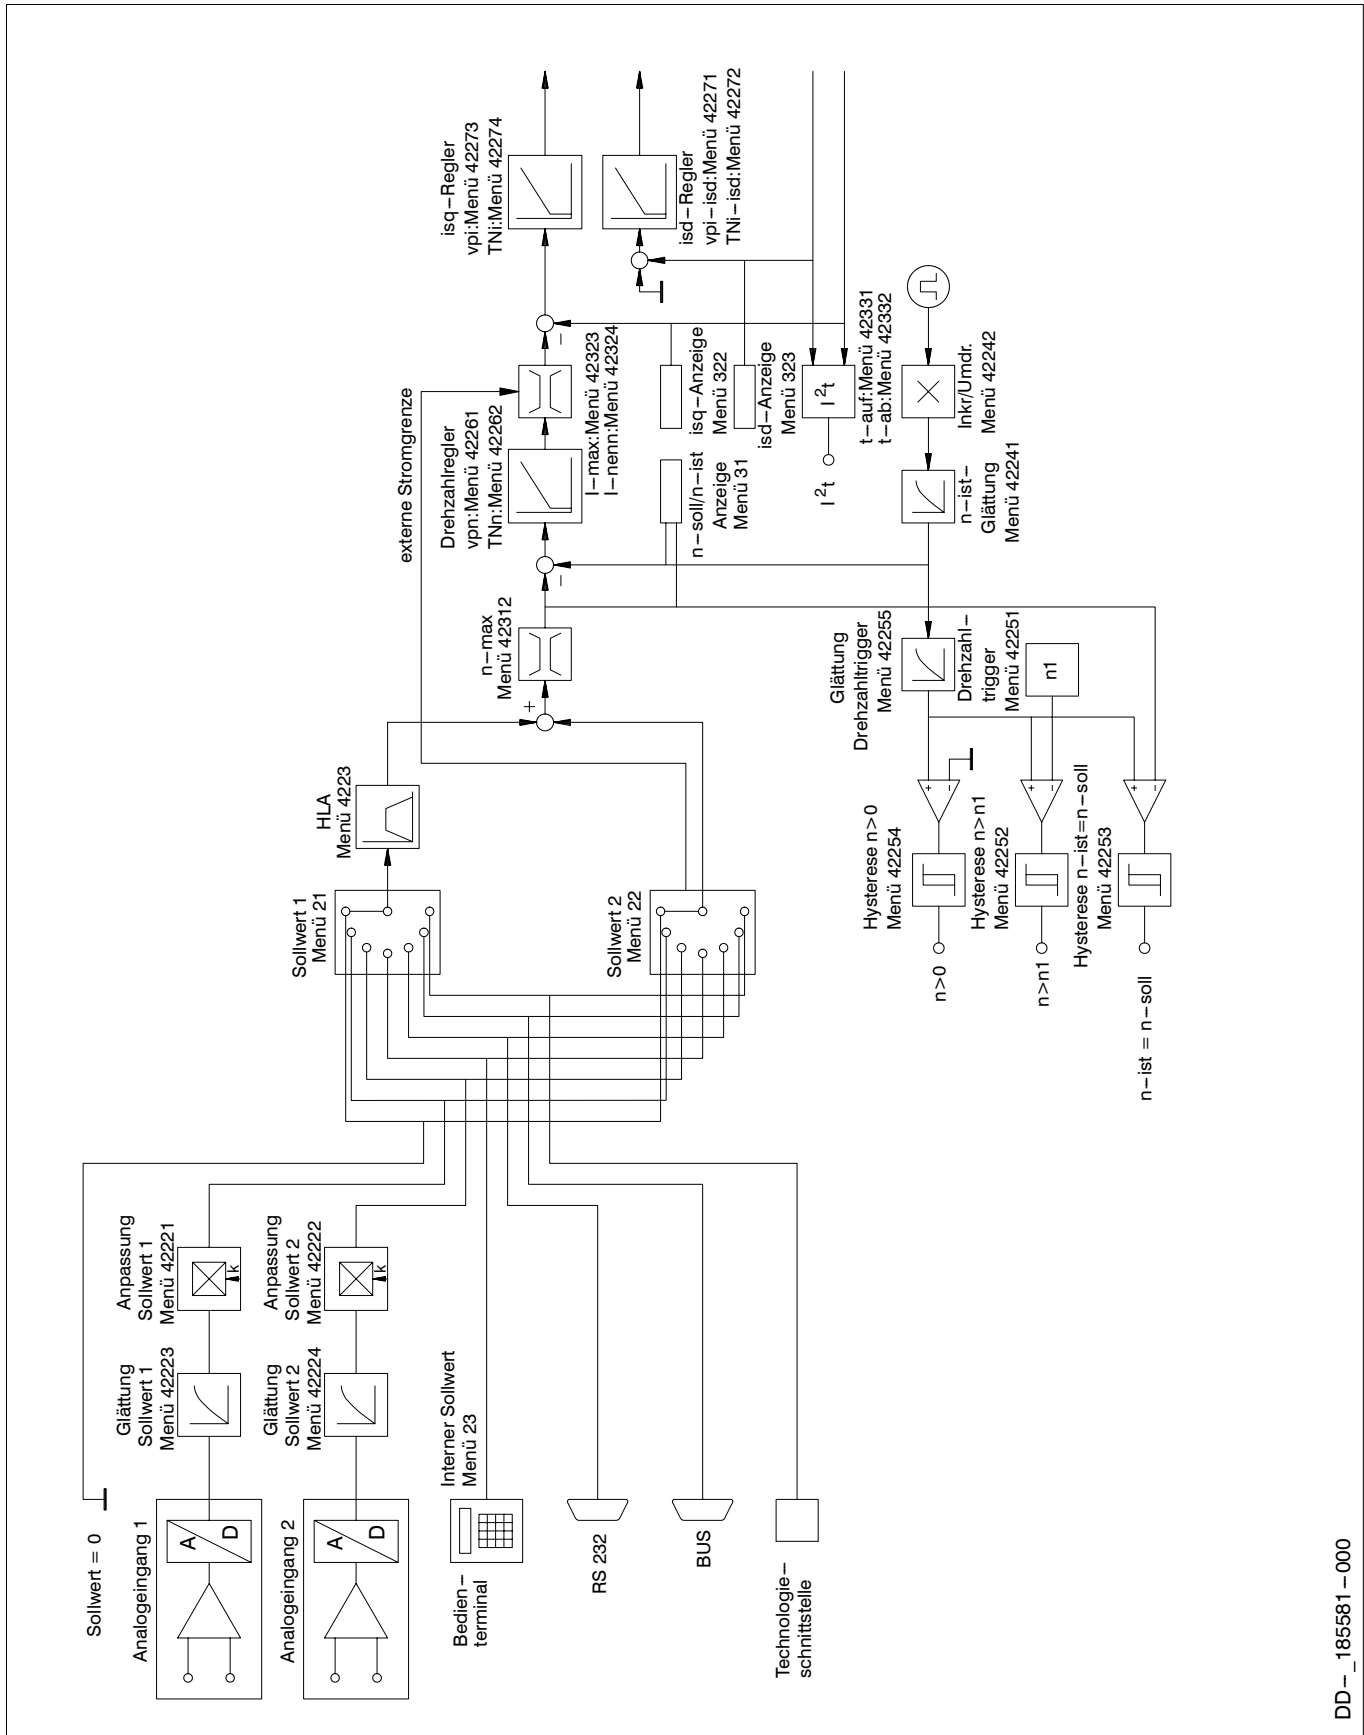 Sollwert = 0
Analogeingang 1
A
D
Glättung
Sollwert 1
Menü 42223
Anpassung
Sollwert 1
Menü 42221
k
Analogeingang 2
A
D
Glättung
Sollwert 2
Menü 42224
Anpassung
Sollwert 2
Menü 42222
k
Bedien–
terminal
Interner Sollwert
Menü 23
RS 232
BUS
Technologie–
schnittstelle
Sollwert 1
Menü 21
Sollwert 2
Menü 22
HLA
Menü 4223
+
n–max
Menü 42312
externe Stromgrenze
–
Drehzahlregler
vpn:Menü 42261
TNn:Menü 42262
I–max:Menü 42323
I–nenn:Menü 42324
–
isq–Regler
vpi:Menü 42273
TNi:Menü 42274
isd–Regler
vpi–isd:Menü 42271
TNi–isd:Menü 42272
n–soll/n–ist
Anzeige
Menü 31
isq–Anzeige
Menü 322
isd–Anzeige
Menü 323
I²t
I²t
t–auf:Menü 42331
t–ab:Menü 42332
Inkr/Umdr.
Menü 42242
n–ist–
Glättung
Menü 42241
Glättung
Drehzahltrigger
Menü 42255
Drehzahl–
trigger
Menü 42251
n1
Hysterese n>0
Menü 42254
+
–
n>0
Hysterese n>n1
Menü 42252
+
–
n>n1
Hysterese n–ist=n–soll
Menü 42253
+
–
n–ist = n–soll
DD–_185581–000